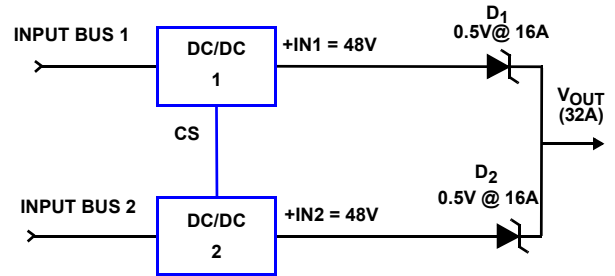 INPUT BUS 1
DC/DC
1
+IN1 = 48V
D1
0.5V@ 16A
VOUT
(32A)
CS
INPUT BUS 2
DC/DC
2
+IN2 = 48V
D2
0.5V @ 16A